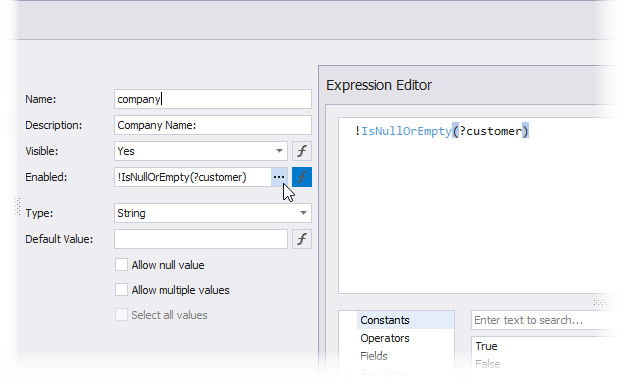 Expression Editor
Name: company
Description: Company Name:
Visible: Yes
Enabled: !IsNullOrEmpty(?customer) ...
Type: String
Default Value:
Allow null value
Allow multiple values
Select all values
!IsNullOrEmpty(?customer)
Constants
Operators
Fields
Functions
Enter text to search...
True
False